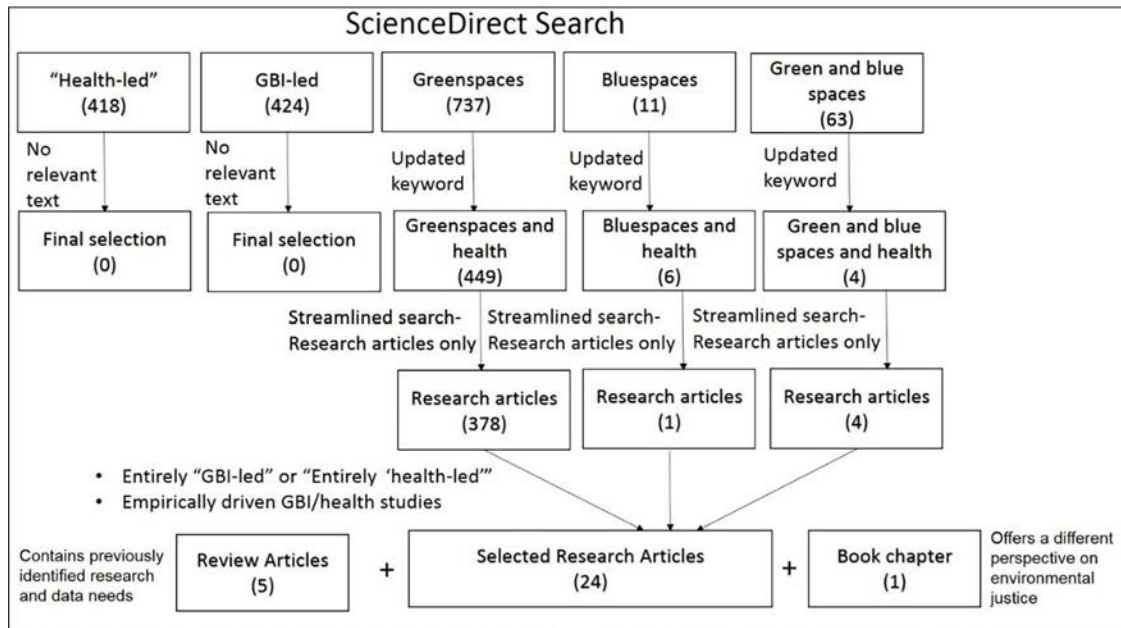 ScienceDirect Search
“Health-led”
(418)
GBI-led
(424)
Greenspaces
(737)
Bluespaces
(11)
Green and blue
spaces
(63)
No
relevant
text
No
relevant
text
Updated
keyword
Updated
keyword
Updated
keyword
Final selection
(0)
Final selection
(0)
Greenspaces and
health
(449)
Bluespaces and
health
(6)
Green and blue
spaces and health
(4)
Streamlined search-
Research articles only
Streamlined search-
Research articles only
Streamlined search-
Research articles only
Research articles
(378)
Research articles
(1)
Research articles
(4)
• Entirely “GBI-led” or “Entirely ‘health-led’”
• Empirically driven GBI/health studies
Contains previously
identified research
and data needs
Review Articles
(5)
+
Selected Research Articles
(24)
+
Book chapter
(1)
Offers a different
perspective on
environmental
justice